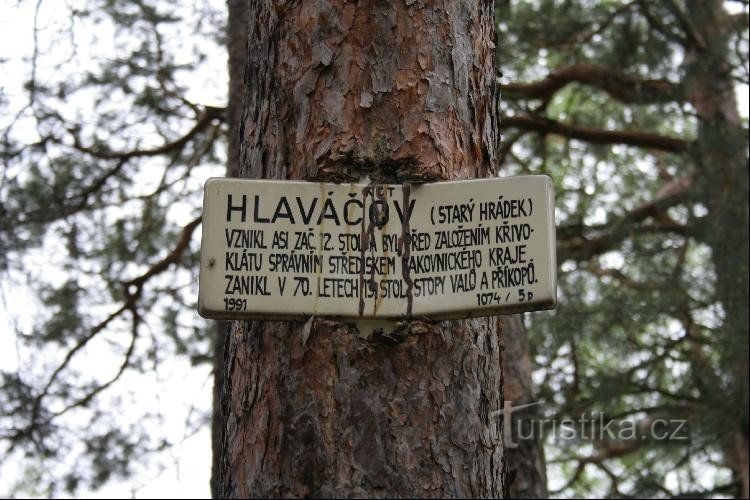 HLAVÁČOV (STARÝ HRÁDEK)
VZNIKL ASI ZAČ. 12. STOL. A BYL PŘED ZALOŽENÍM KŘIVO-
KLÁTU SPRÁVNÍM STŘEDISKEM RAKOVNICKÉHO KRAJE.
ZANIKL V 70. LETECH 13. STOL. STOPY VALŮ A PŘÍKOPŮ.
1991 1074 / 5p
turistika.cz